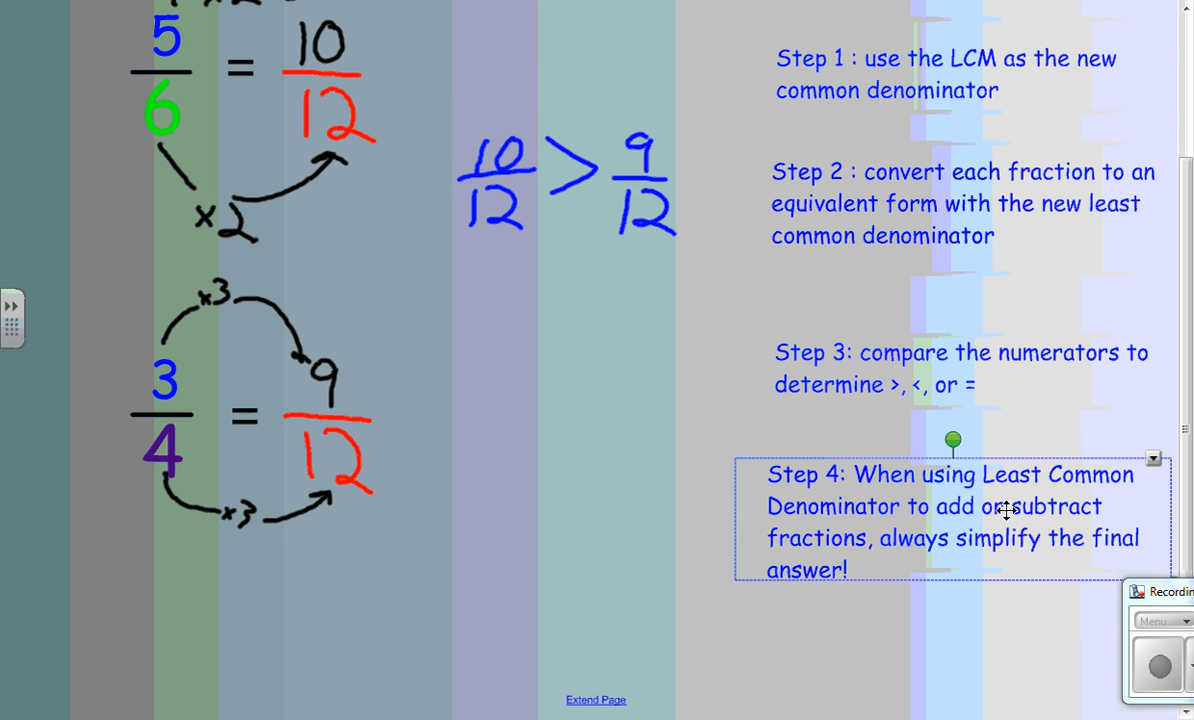 5/6 = 10/12
×2
10/12 > 9/12
×3
3/4 = 9/12
×3
Step 1 : use the LCM as the new
common denominator
Step 2 : convert each fraction to an
equivalent form with the new least
common denominator
Step 3: compare the numerators to
determine >, <, or =
Step 4: When using Least Common
Denominator to add or subtract
fractions, always simplify the final
answer!
Extend Page
Menu